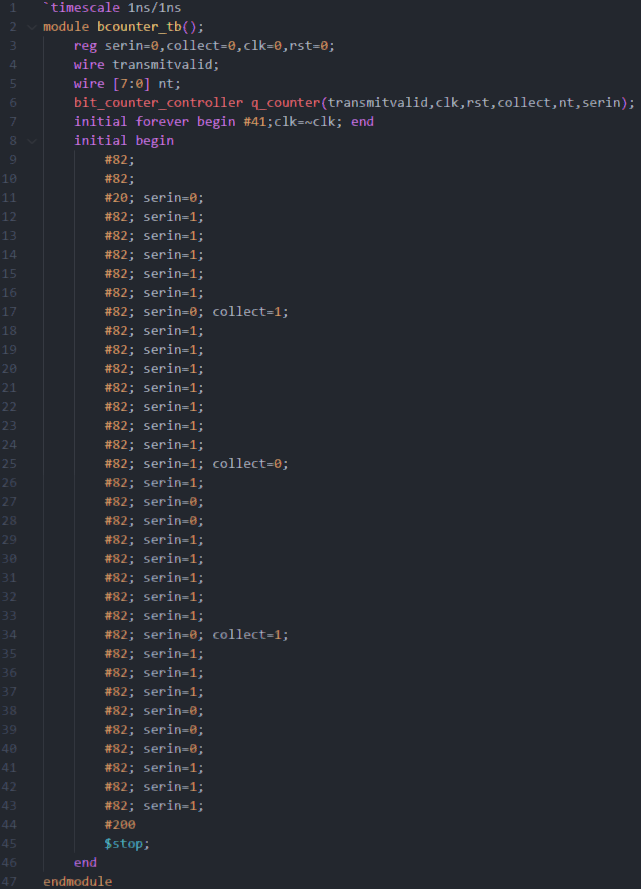 1 `timescale 1ns/1ns
2 module bcounter_tb();
3 reg serin=0,collect=0,clk=0,rst=0;
4 wire transmitvalid;
5 wire [7:0] nt;
6 bit_counter_controller q_counter(transmitvalid,clk,rst,collect,nt,serin);
7 initial forever begin #41;clk=~clk; end
8 initial begin
9 #82;
10 #82;
11 #20; serin=0;
12 #82; serin=1;
13 #82; serin=1;
14 #82; serin=1;
15 #82; serin=1;
16 #82; serin=1;
17 #82; serin=0; collect=1;
18 #82; serin=1;
19 #82; serin=1;
20 #82; serin=1;
21 #82; serin=1;
22 #82; serin=1;
23 #82; serin=1;
24 #82; serin=1;
25 #82; serin=1; collect=0;
26 #82; serin=1;
27 #82; serin=0;
28 #82; serin=0;
29 #82; serin=1;
30 #82; serin=1;
31 #82; serin=1;
32 #82; serin=1;
33 #82; serin=1;
34 #82; serin=0; collect=1;
35 #82; serin=1;
36 #82; serin=1;
37 #82; serin=1;
38 #82; serin=0;
39 #82; serin=0;
40 #82; serin=0;
41 #82; serin=1;
42 #82; serin=1;
43 #82; serin=1;
44 #200
45 $stop;
46 end
47 endmodule